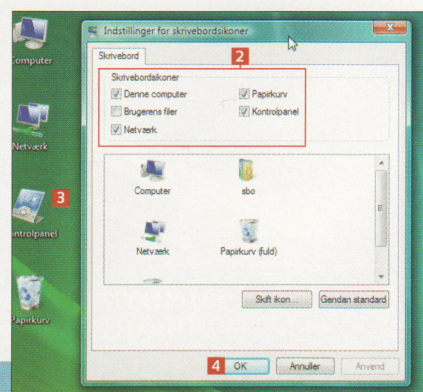 Computer
Netværk
3
ontrolpanel
Papirkurv
Indstillinger for skrivebordsikoner
Skrivebord
2
Skrivebordsikoner
Denne computer
Papirkurv
Brugerens filer
Kontrolpanel
Netværk
Computer
sbo
Netværk
Papirkurv (fuld)
Skift ikon...
Gendan standard
4
OK
Annuller
Anvend